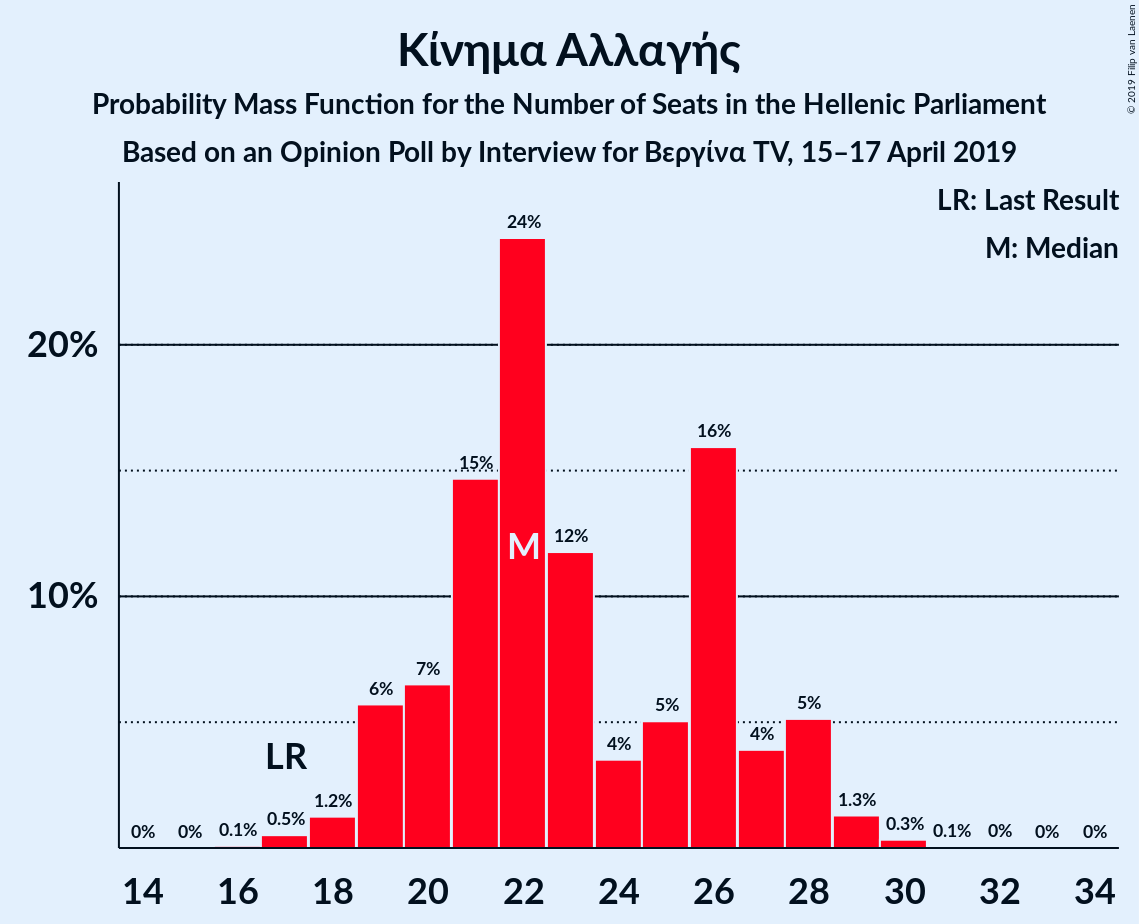 Κίνημα Αλλαγής
Probability Mass Function for the Number of Seats in the Hellenic Parliament
Based on an Opinion Poll by Interview for Βεργίνα TV, 15–17 April 2019
© 2019 Filip van Laenen
LR: Last Result
M: Median
24%
20%
16%
15%
12%
M
10%
7%
6%
5%
5%
4%
4%
LR
1.2%
1.3%
0.5%
0.3%
0% 0% 0.1% 0.1% 0% 0% 0%
14 16 18 20 22 24 26 28 30 32 34